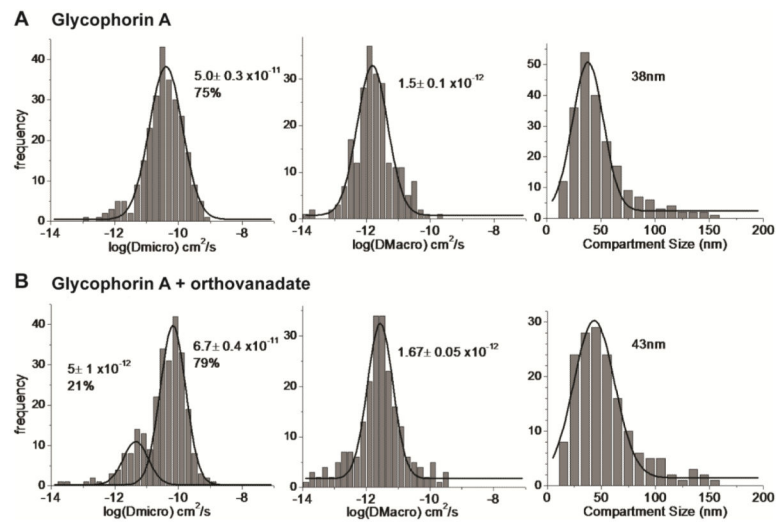 A Glycophorin A
frequency
40
30
20
10
0
5.0± 0.3 x10⁻¹¹
75%
-14 -12 -10 -8
log(Dmicro) cm²/s
30
20
10
0
1.5± 0.1 x10⁻¹²
-14 -12 -10 -8
log(DMacro) cm²/s
50
40
30
20
10
0
38nm
0 50 100 150 200
Compartment Size (nm)
B Glycophorin A + orthovanadate
frequency
40
30
20
10
0
5± 1 x10⁻¹²
21%
6.7± 0.4 x10⁻¹¹
79%
-14 -12 -10 -8
log(Dmicro) cm²/s
30
20
10
0
1.67± 0.05 x10⁻¹²
-14 -12 -10 -8
log(DMacro) cm²/s
30
20
10
0
43nm
0 50 100 150 200
Compartment Size (nm)